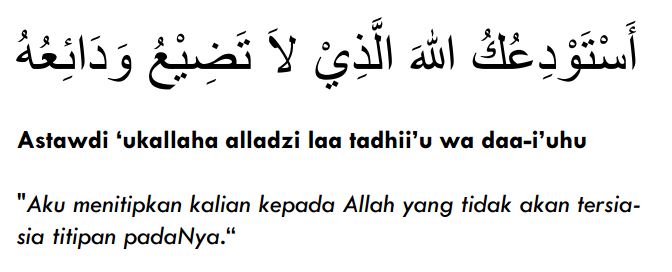 أَسْتَوْدِعُكُ اللهَ الَّذِيْ لاَ تَضِيْعُ وَدَائِعُهُ
Astawdi ‘ukallaha alladzi laa tadhii’u wa daa-i’uhu
"Aku menitipkan kalian kepada Allah yang tidak akan tersia-
sia titipan padaNya.“